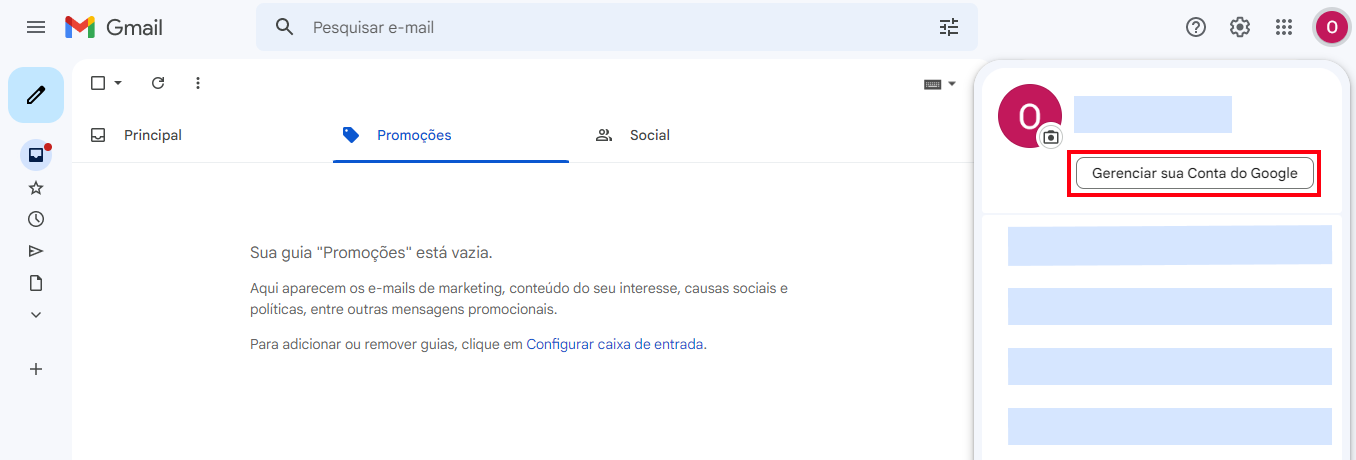 Gmail
Pesquisar e-mail
O
Principal
Promoções
Social
O
Gerenciar sua Conta do Google
Sua guia "Promoções" está vazia.
Aqui aparecem os e-mails de marketing, conteúdo do seu interesse, causas sociais e
políticas, entre outras mensagens promocionais.
Para adicionar ou remover guias, clique em Configurar caixa de entrada.